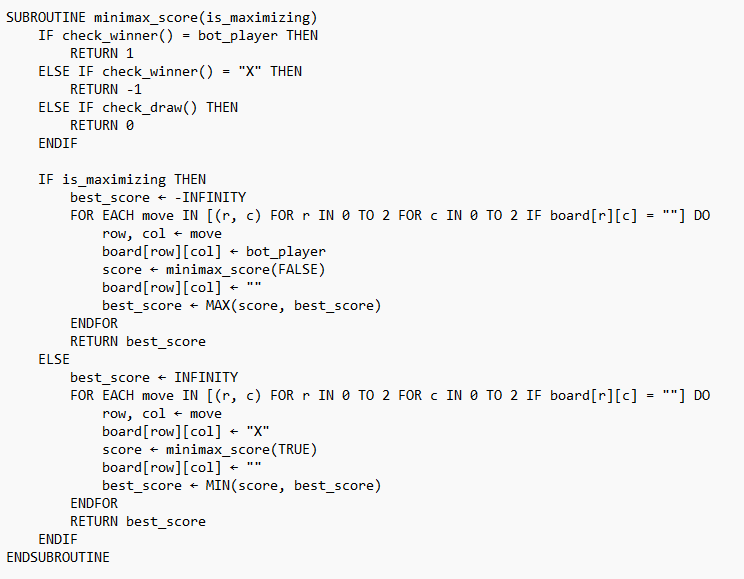 SUBROUTINE minimax_score(is_maximizing)
    IF check_winner() = bot_player THEN
        RETURN 1
    ELSE IF check_winner() = "X" THEN
        RETURN -1
    ELSE IF check_draw() THEN
        RETURN 0
    ENDIF

    IF is_maximizing THEN
        best_score ← -INFINITY
        FOR EACH move IN [(r, c) FOR r IN 0 TO 2 FOR c IN 0 TO 2 IF board[r][c] = ""] DO
            row, col ← move
            board[row][col] ← bot_player
            score ← minimax_score(FALSE)
            board[row][col] ← ""
            best_score ← MAX(score, best_score)
        ENDFOR
        RETURN best_score
    ELSE
        best_score ← INFINITY
        FOR EACH move IN [(r, c) FOR r IN 0 TO 2 FOR c IN 0 TO 2 IF board[r][c] = ""] DO
            row, col ← move
            board[row][col] ← "X"
            score ← minimax_score(TRUE)
            board[row][col] ← ""
            best_score ← MIN(score, best_score)
        ENDFOR
        RETURN best_score
    ENDIF
ENDSUBROUTINE